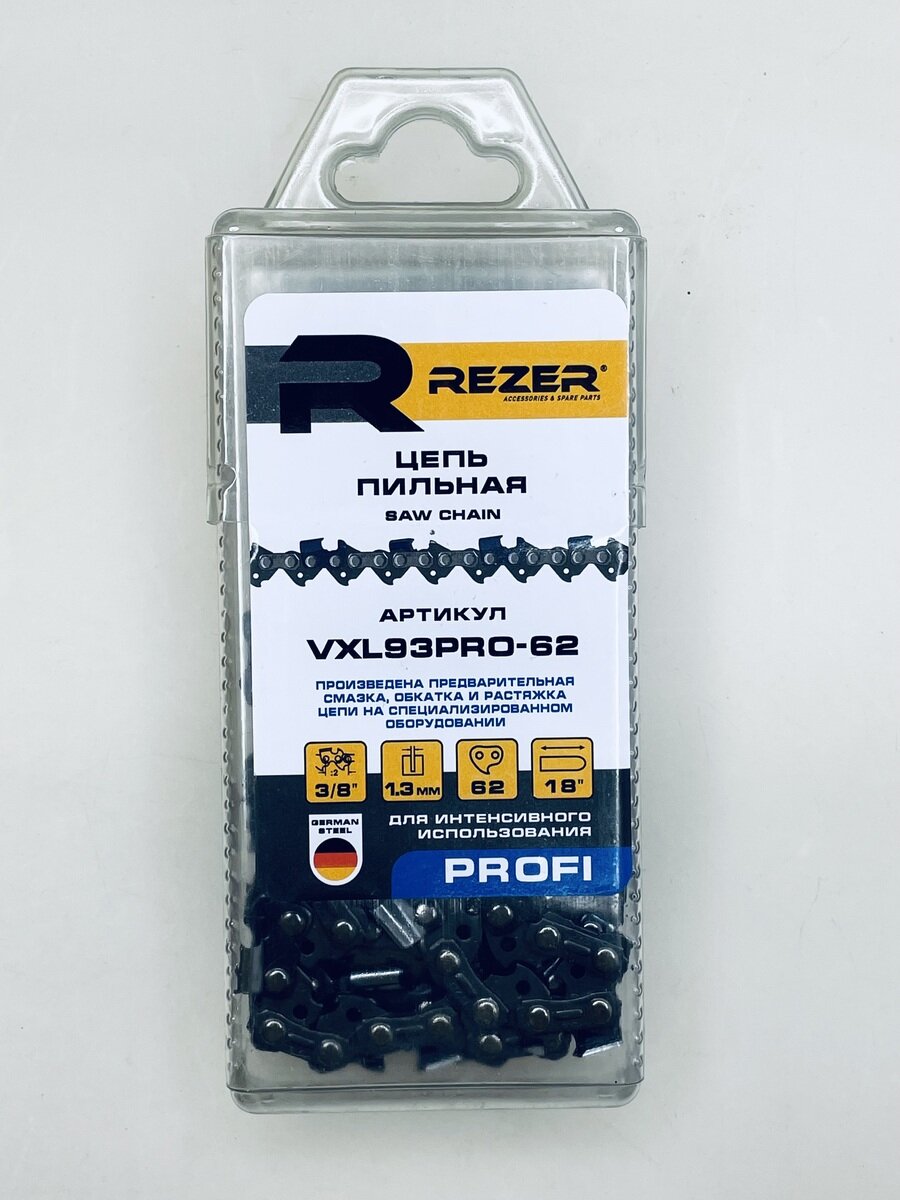 REZER®
ACCESSORIES & SPARE PARTS
ЦЕПЬ
ПИЛЬНАЯ
SAW CHAIN
АРТИКУЛ
VXL93PRO-62
ПРОИЗВЕДЕНА ПРЕДВАРИТЕЛЬНАЯ
СМАЗКА, ОБКАТКА И РАСТЯЖКА
ЦЕПИ НА СПЕЦИАЛИЗИРОВАННОМ
ОБОРУДОВАНИИ
:2
3/8" 1.3 ММ 62 18"
GERMAN
STEEL
ДЛЯ ИНТЕНСИВНОГО
ИСПОЛЬЗОВАНИЯ
PROFI